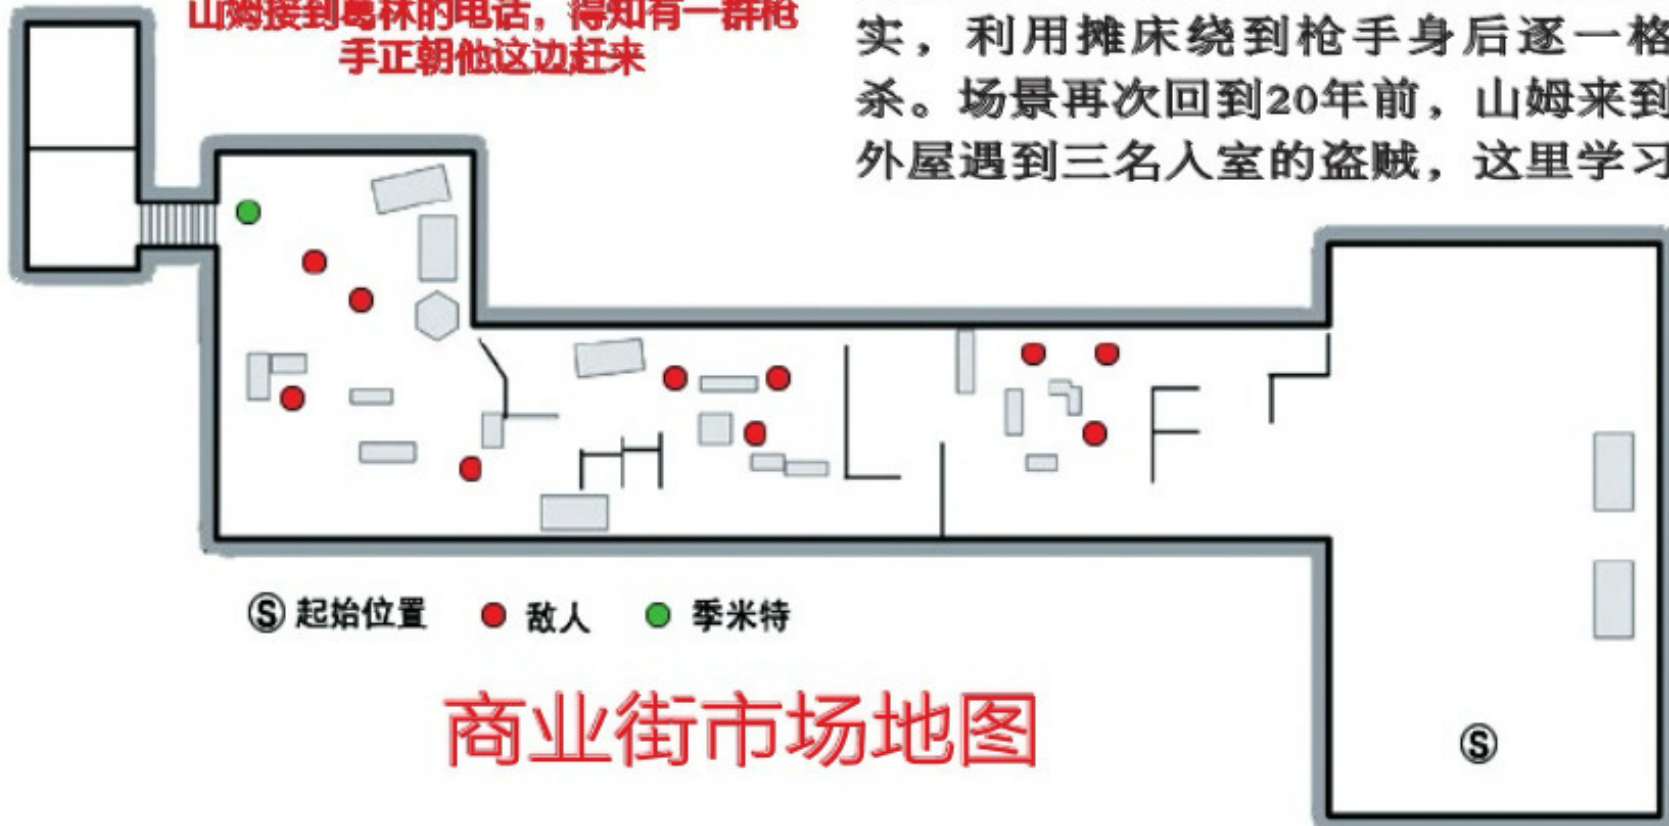 山姆接到葛林的电话，得知有一群枪
手正朝他这边赶来
实，利用摊床绕到枪手身后逐一格
杀。场景再次回到20年前，山姆来到
外屋遇到三名入室的盗贼，这里学习
Ⓢ 起始位置 敌人 季米特
商业街市场地图
Ⓢ